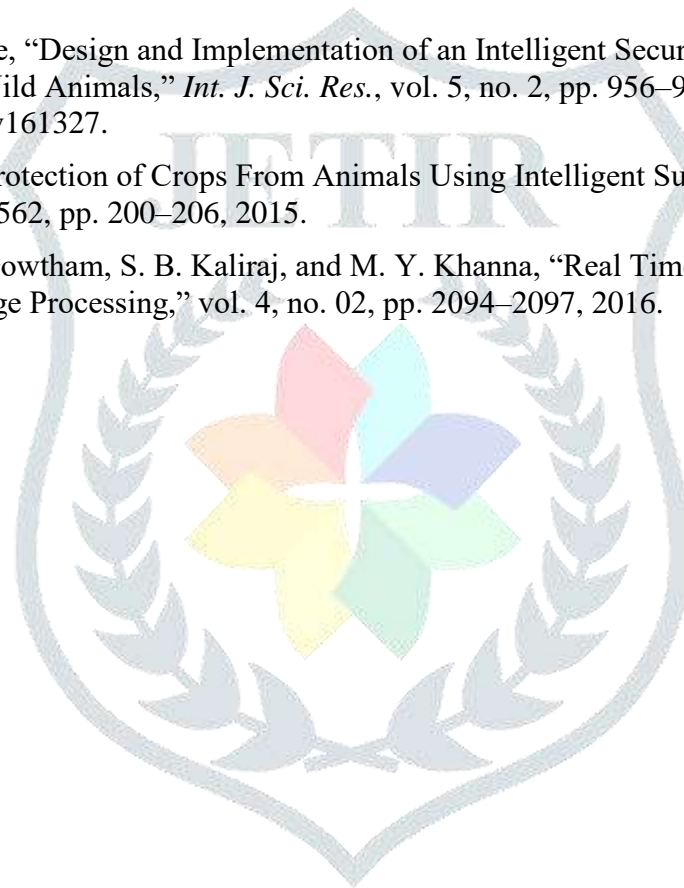 e, “Design and Implementation of an Intelligent Secur
ild Animals,” Int. J. Sci. Res., vol. 5, no. 2, pp. 956–9
v161327.
JETIR
rotection of Crops From Animals Using Intelligent Su
562, pp. 200–206, 2015.
owtham, S. B. Kaliraj, and M. Y. Khanna, “Real Time
ge Processing,” vol. 4, no. 02, pp. 2094–2097, 2016.